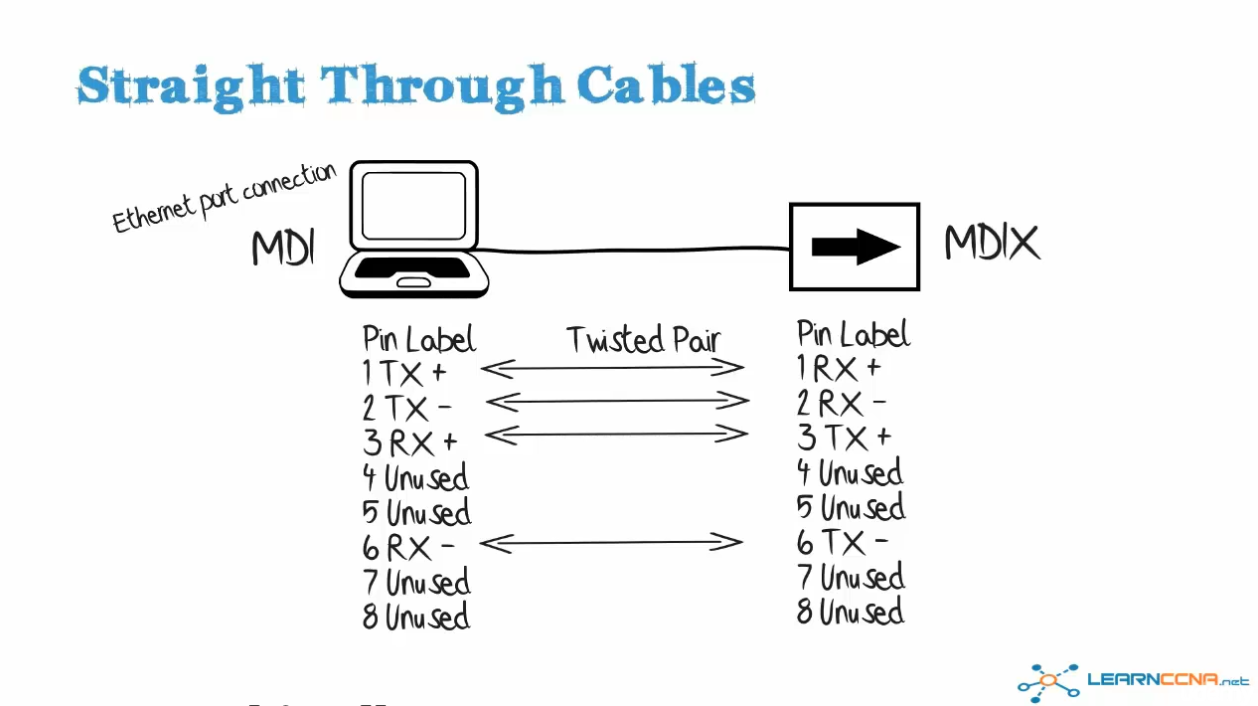 Straight Through Cables
Ethernet port connection
MDI
MDIX
Pin Label
1 TX +
2 TX -
3 RX +
4 Unused
5 Unused
6 RX -
7 Unused
8 Unused
Twisted Pair
Pin Label
1 RX +
2 RX -
3 TX +
4 Unused
5 Unused
6 TX -
7 Unused
8 Unused
LEARNCCNA.net